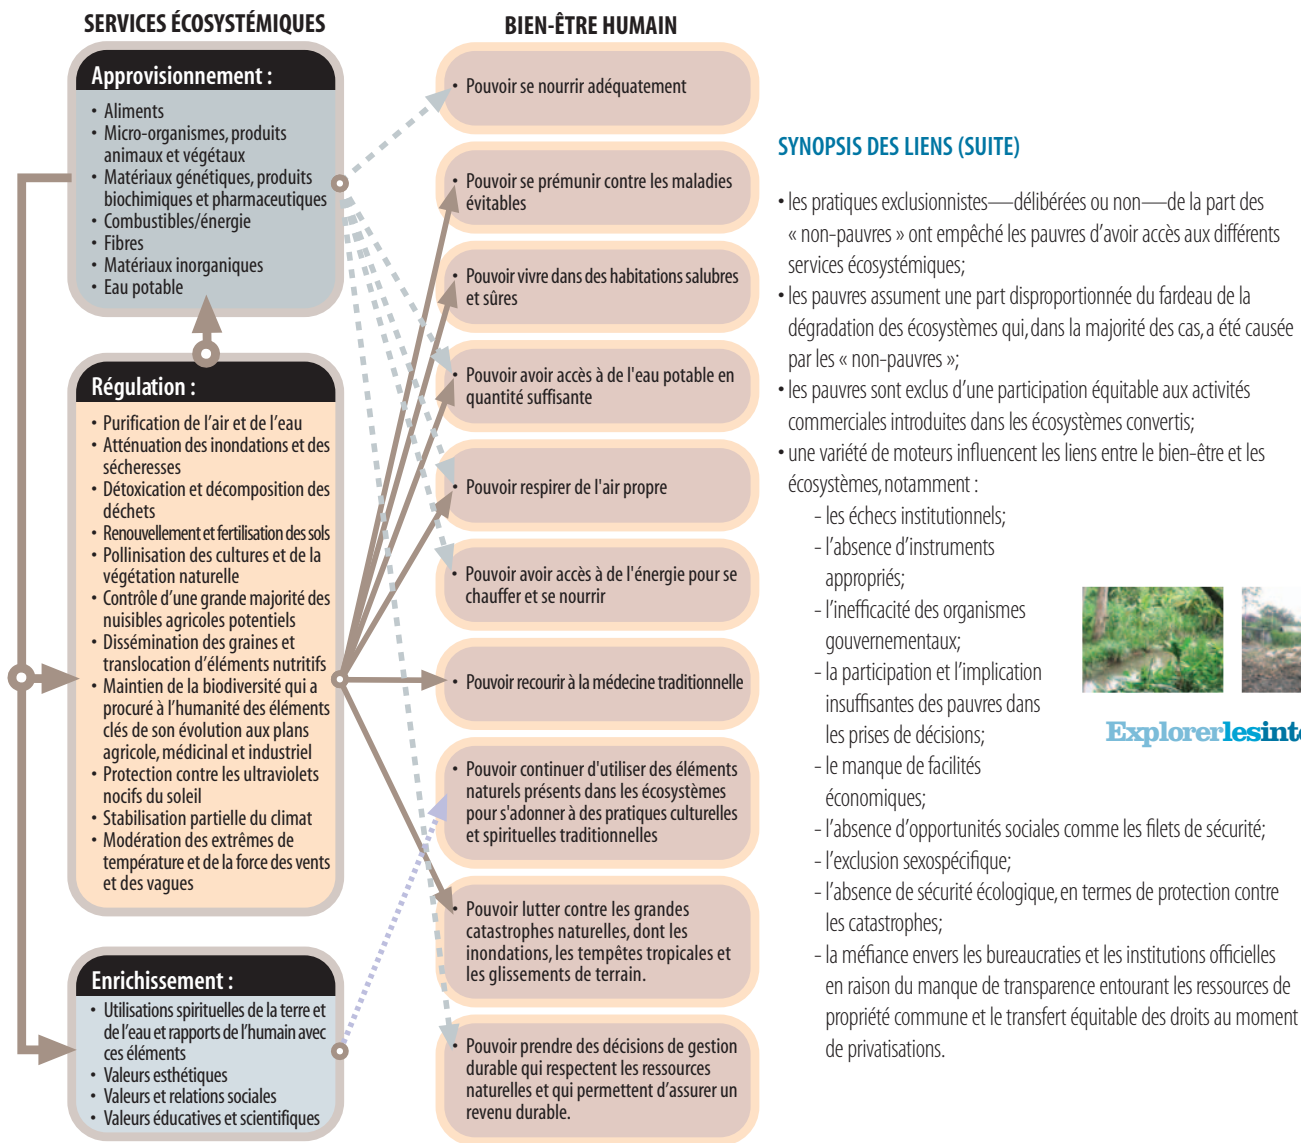 SERVICES ÉCOSYSTÉMIQUES
Approvisionnement :
• Aliments
• Micro-organismes, produits
animaux et végétaux
• Matériaux génétiques, produits
biochimiques et pharmaceutiques
• Combustibles/énergie
• Fibres
• Matériaux inorganiques
• Eau potable
Régulation :
• Purification de l'air et de l'eau
• Atténuation des inondations et des
sécheresses
• Détoxication et décomposition des
déchets
• Renouvellement et fertilisation des sols
• Pollinisation des cultures et de la
végétation naturelle
• Contrôle d'une grande majorité des
nuisibles agricoles potentiels
• Dissémination des graines et
translocation d'éléments nutritifs
• Maintien de la biodiversité qui a
procuré à l'humanité des éléments
clés de son évolution aux plans
agricole, médicinal et industriel
• Protection contre les ultraviolets
nocifs du soleil
• Stabilisation partielle du climat
• Modération des extrêmes de
température et de la force des vents
et des vagues
Enrichissement :
• Utilisations spirituelles de la terre et
de l'eau et rapports de l'humain avec
ces éléments
• Valeurs esthétiques
• Valeurs et relations sociales
• Valeurs éducatives et scientifiques
BIEN-ÊTRE HUMAIN
• Pouvoir se nourrir adéquatement
• Pouvoir se prémunir contre les maladies
évitables
• Pouvoir vivre dans des habitations salubres
et sûres
• Pouvoir avoir accès à de l'eau potable en
quantité suffisante
• Pouvoir respirer de l'air propre
• Pouvoir avoir accès à de l'énergie pour se
chauffer et se nourrir
• Pouvoir recourir à la médecine traditionnelle
• Pouvoir continuer d'utiliser des éléments
naturels présents dans les écosystèmes
pour s'adonner à des pratiques culturelles
et spirituelles traditionnelles
• Pouvoir lutter contre les grandes
catastrophes naturelles, dont les
inondations, les tempêtes tropicales et
les glissements de terrain.
• Pouvoir prendre des décisions de gestion
durable qui respectent les ressources
naturelles et qui permettent d'assurer un
revenu durable.
SYNOPSIS DES LIENS (SUITE)
• les pratiques exclusionnistes—délibérées ou non—de la part des
« non-pauvres » ont empêché les pauvres d'avoir accès aux différents
services écosystémiques;
• les pauvres assument une part disproportionnée du fardeau de la
dégradation des écosystèmes qui, dans la majorité des cas, a été causée
par les « non-pauvres »;
• les pauvres sont exclus d'une participation équitable aux activités
commerciales introduites dans les écosystèmes convertis;
• une variété de moteurs influencent les liens entre le bien-être et les
écosystèmes, notamment :
- les échecs institutionnels;
- l'absence d'instruments
appropriés;
- l'inefficacité des organismes
gouvernementaux;
- la participation et l'implication
insuffisantes des pauvres dans
les prises de décisions;
- le manque de facilités
économiques;
- l'absence d'opportunités sociales comme les filets de sécurité;
- l'exclusion sexospécifique;
- l'absence de sécurité écologique, en termes de protection contre
les catastrophes;
- la méfiance envers les bureaucraties et les institutions officielles
en raison du manque de transparence entourant les ressources de
propriété commune et le transfert équitable des droits au moment
de privatisations.
Explorerlesint